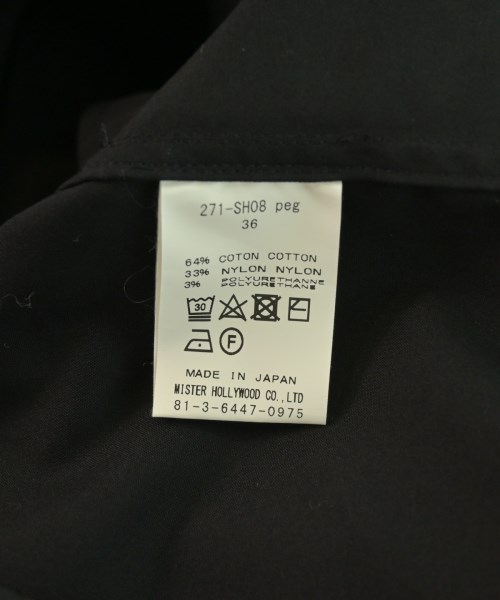 271-SH08 peg
36
64% COTON COTTON
33% NYLON NYLON
3% POLYURETHANNE
POLYURETHANE
30
F
MADE IN JAPAN
MISTER HOLLYWOOD CO.,LTD
81-3-6447-0975